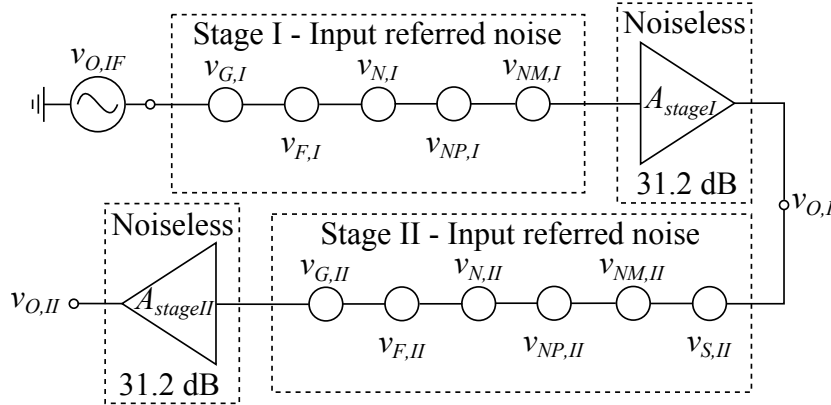 Stage I - Input referred noise
Noiseless
v_{O,IF}
v_{G,I}
v_{N,I}
v_{NM,I}
v_{F,I}
v_{NP,I}
A_{stageI}
31.2 dB
v_{O,I}
Noiseless
Stage II - Input referred noise
v_{G,II}
v_{N,II}
v_{NM,II}
v_{O,II}
A_{stageII}
v_{F,II}
v_{NP,II}
v_{S,II}
31.2 dB